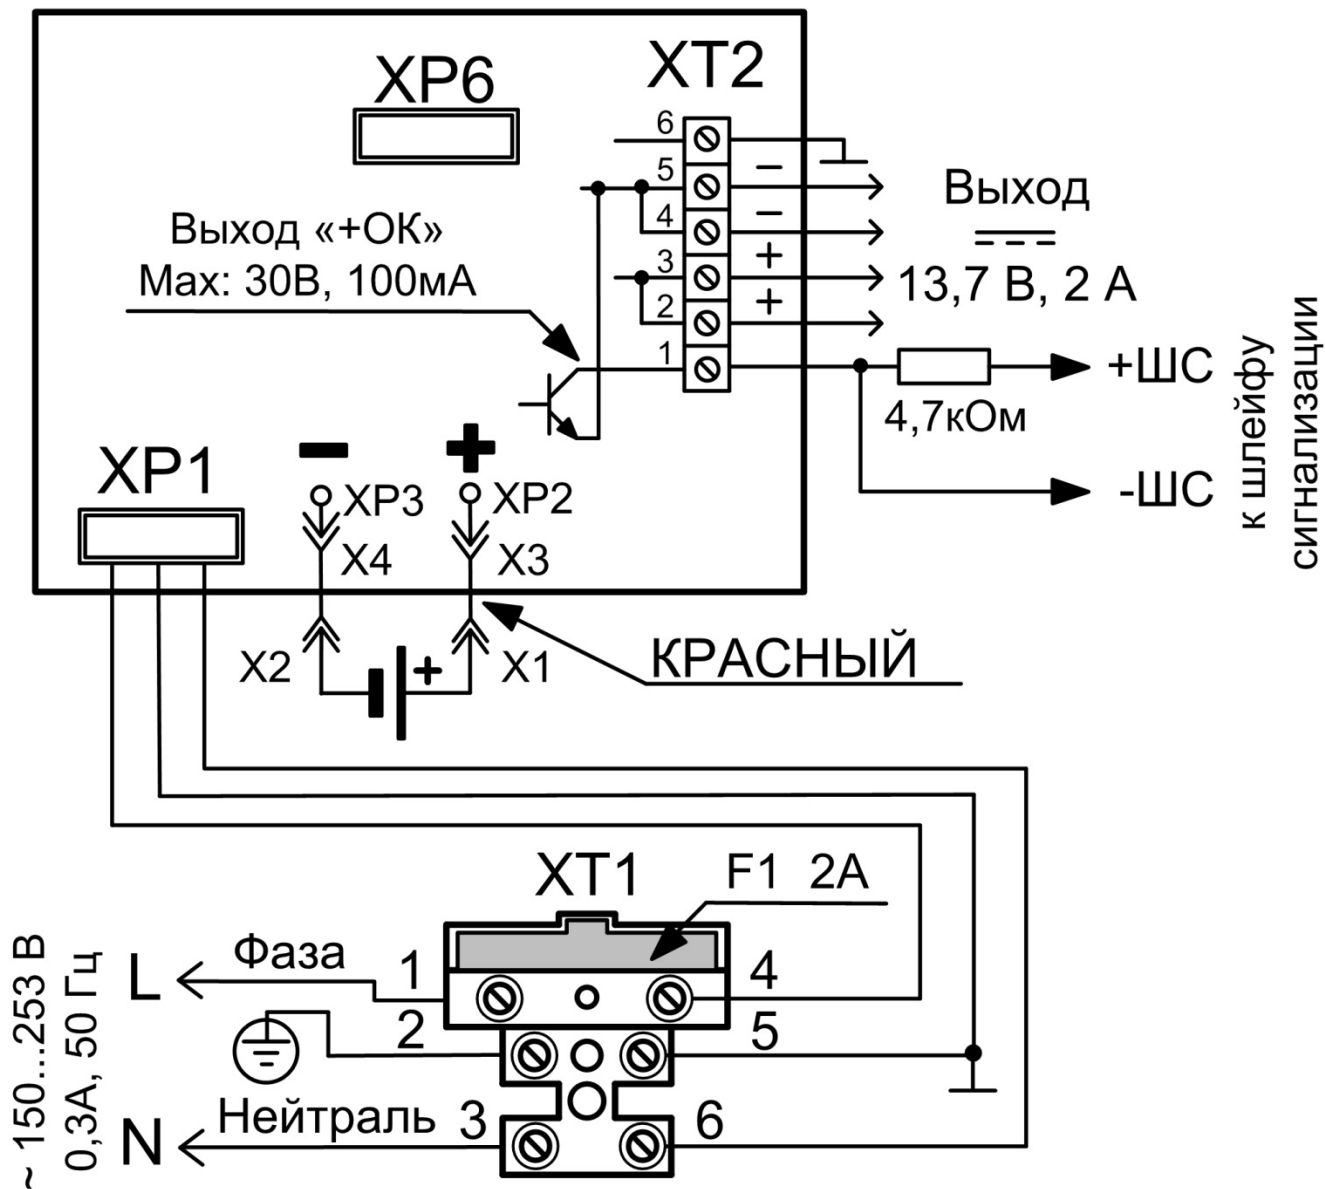 XP6
XT2
6
5
4
3
2
1
−
−
+
+
Выход
13,7 В, 2 А
Выход «+ОК»
Max: 30В, 100мА
+ШС
4,7кОм
-ШС
к шлейфу
сигнализации
XP1
−
+
XP3
XP2
X4
X3
X2
+
X1
КРАСНЫЙ
XT1
F1 2А
~ 150...253 В
0,3А, 50 Гц
L
Фаза
1
4
2
5
N
Нейтраль
3
6